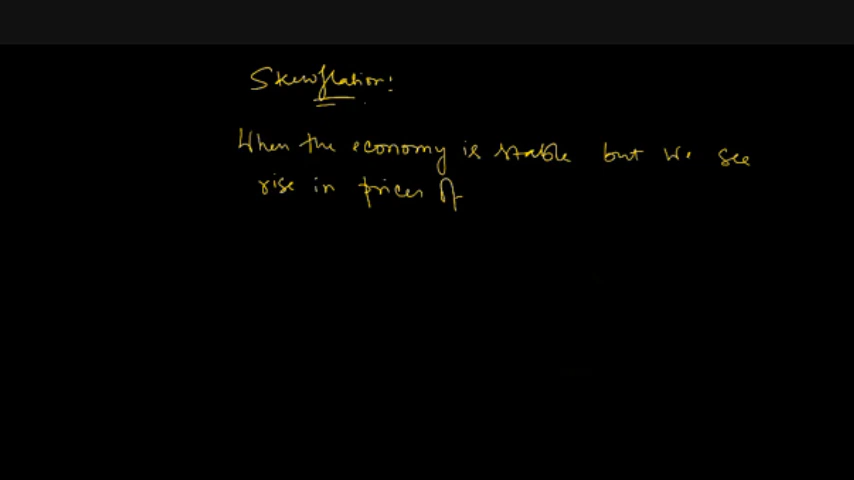 Skewflation:
When the economy is stable but we see
rise in prices of